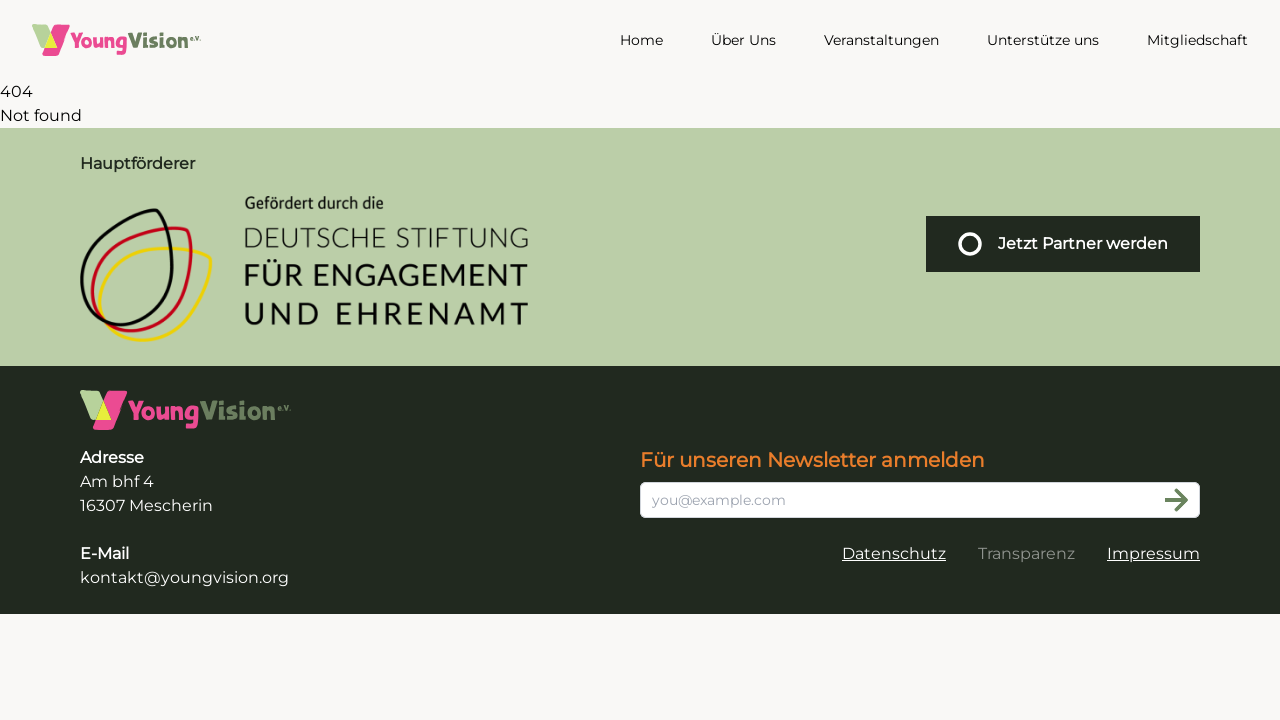 YoungVision e.V.
Home
Über Uns
Veranstaltungen
Unterstütze uns
Mitgliedschaft
404
Not found
Hauptförderer
Gefördert durch die
DEUTSCHE STIFTUNG
FÜR ENGAGEMENT
UND EHRENAMT
Jetzt Partner werden
YoungVision e.V.
Adresse
Am bhf 4
16307 Mescherin
E-Mail
kontakt@youngvision.org
Für unseren Newsletter anmelden
you@example.com
Datenschutz
Transparenz
Impressum